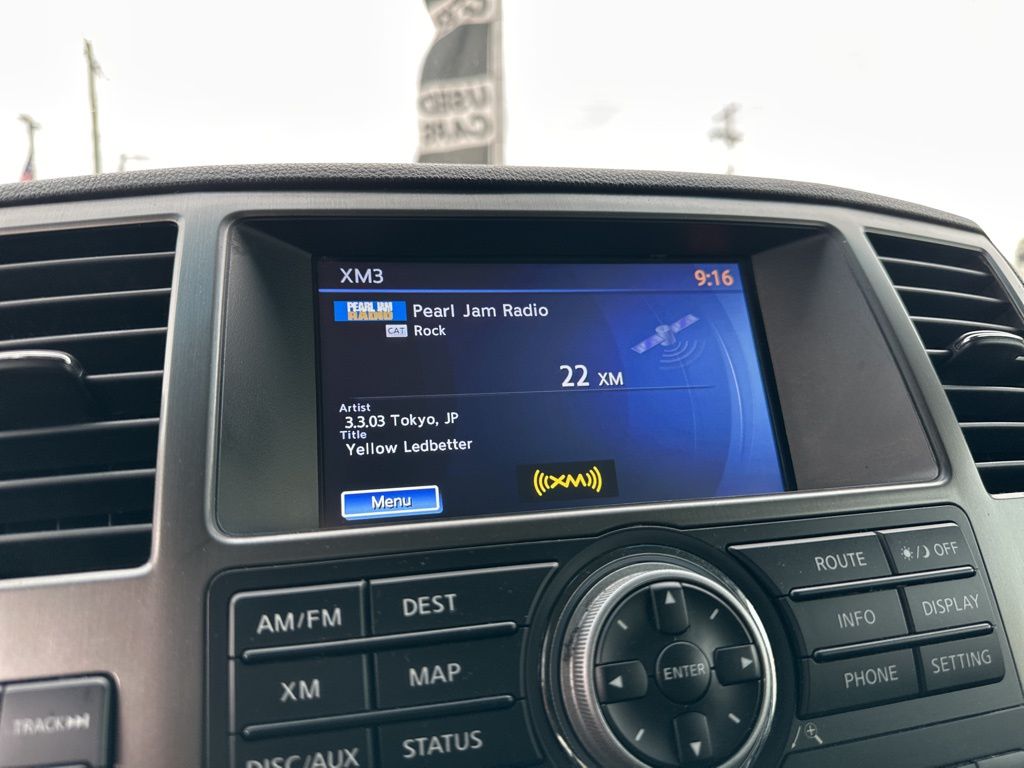 USED
CARS
XM3
9:16
PEARL JAM
RADIO
Pearl Jam Radio
CAT Rock
22 XM
Artist
3.3.03 Tokyo, JP
Title
Yellow Ledbetter
((XM))
Menu
AM/FM
DEST
XM
MAP
DISC/AUX
STATUS
TRACK
ENTER
ROUTE
OFF
INFO
DISPLAY
PHONE
SETTING